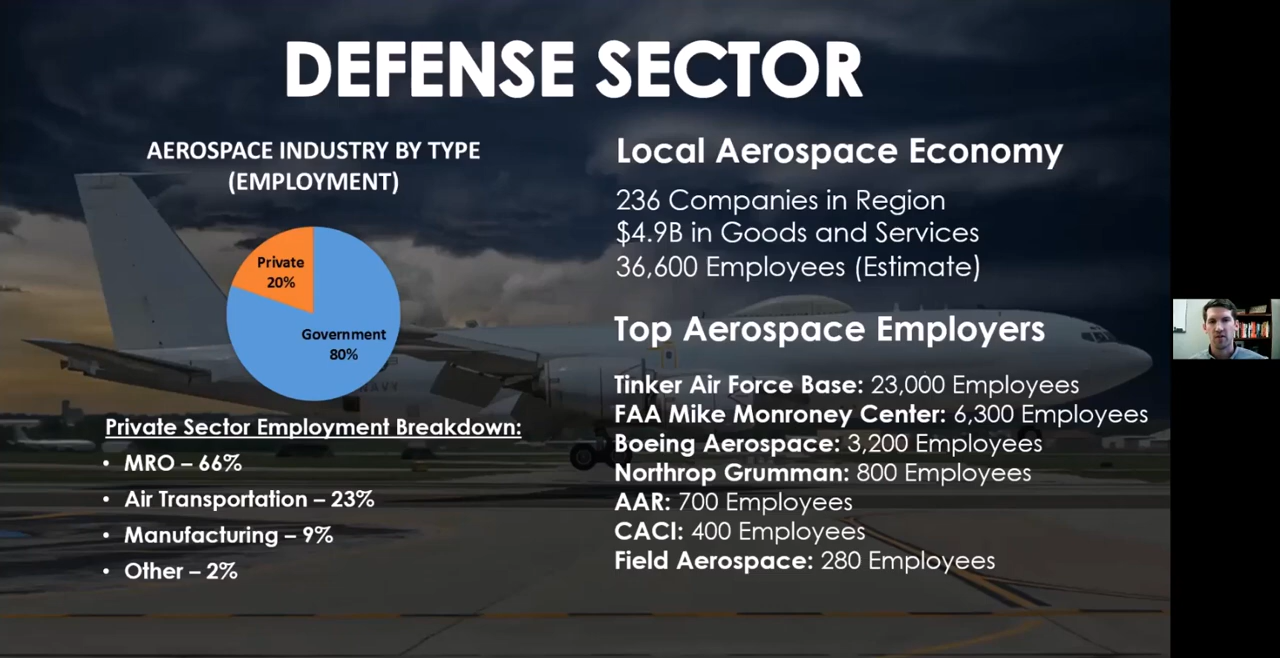 DEFENSE SECTOR
AEROSPACE INDUSTRY BY TYPE
(EMPLOYMENT)
Private
20%
Government
80%
Private Sector Employment Breakdown:
• MRO – 66%
• Air Transportation – 23%
• Manufacturing – 9%
• Other – 2%
Local Aerospace Economy
236 Companies in Region
$4.9B in Goods and Services
36,600 Employees (Estimate)
Top Aerospace Employers
Tinker Air Force Base: 23,000 Employees
FAA Mike Monroney Center: 6,300 Employees
Boeing Aerospace: 3,200 Employees
Northrop Grumman: 800 Employees
AAR: 700 Employees
CACI: 400 Employees
Field Aerospace: 280 Employees